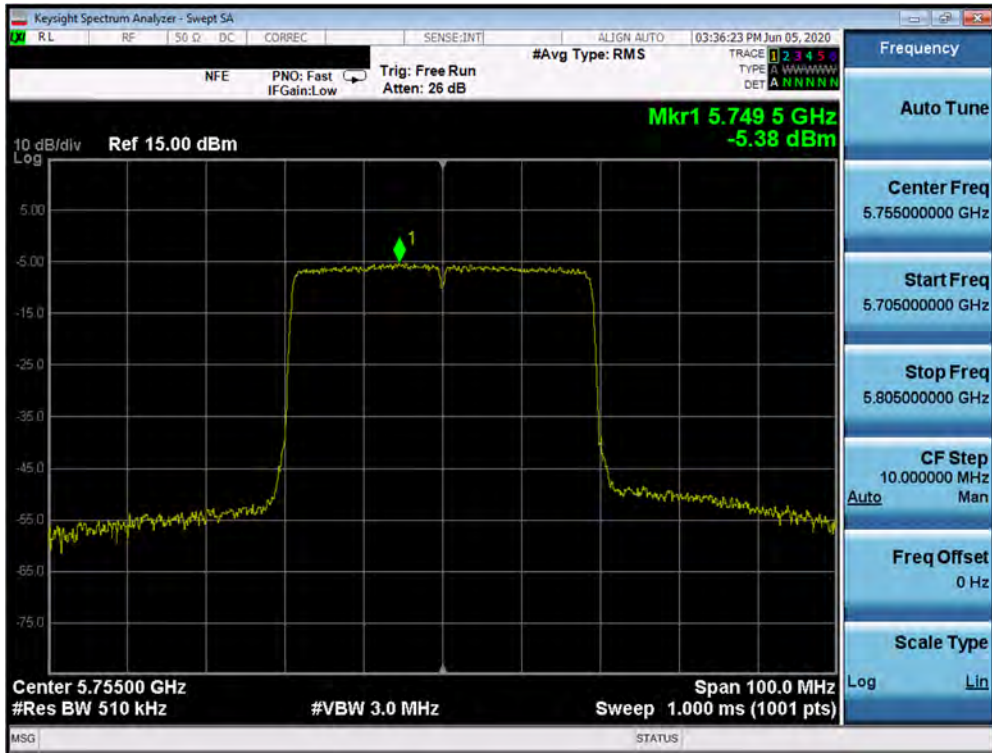 Keysight Spectrum Analyzer - Swept SA
LXI RL RF 50 Ω DC CORREC SENSE:INT ALIGN AUTO 03:36:23 PM Jun 05, 2020
NFE PNO: Fast Trig: Free Run #Avg Type: RMS TRACE 1 2 3 4 5 6
IFGain:Low Atten: 26 dB TYPE A WWWWW
DET A N N N N N
Mkr1 5.749 5 GHz
-5.38 dBm
10 dB/div Ref 15.00 dBm
Log
1
5.00
-5.00
-15.0
-25.0
-35.0
-45.0
-55.0
-65.0
-75.0
Center 5.75500 GHz Span 100.0 MHz
#Res BW 510 kHz #VBW 3.0 MHz Sweep 1.000 ms (1001 pts)
MSG STATUS
Frequency
Auto Tune
Center Freq
5.755000000 GHz
Start Freq
5.705000000 GHz
Stop Freq
5.805000000 GHz
CF Step
10.000000 MHz
Auto Man
Freq Offset
0 Hz
Scale Type
Log Lin